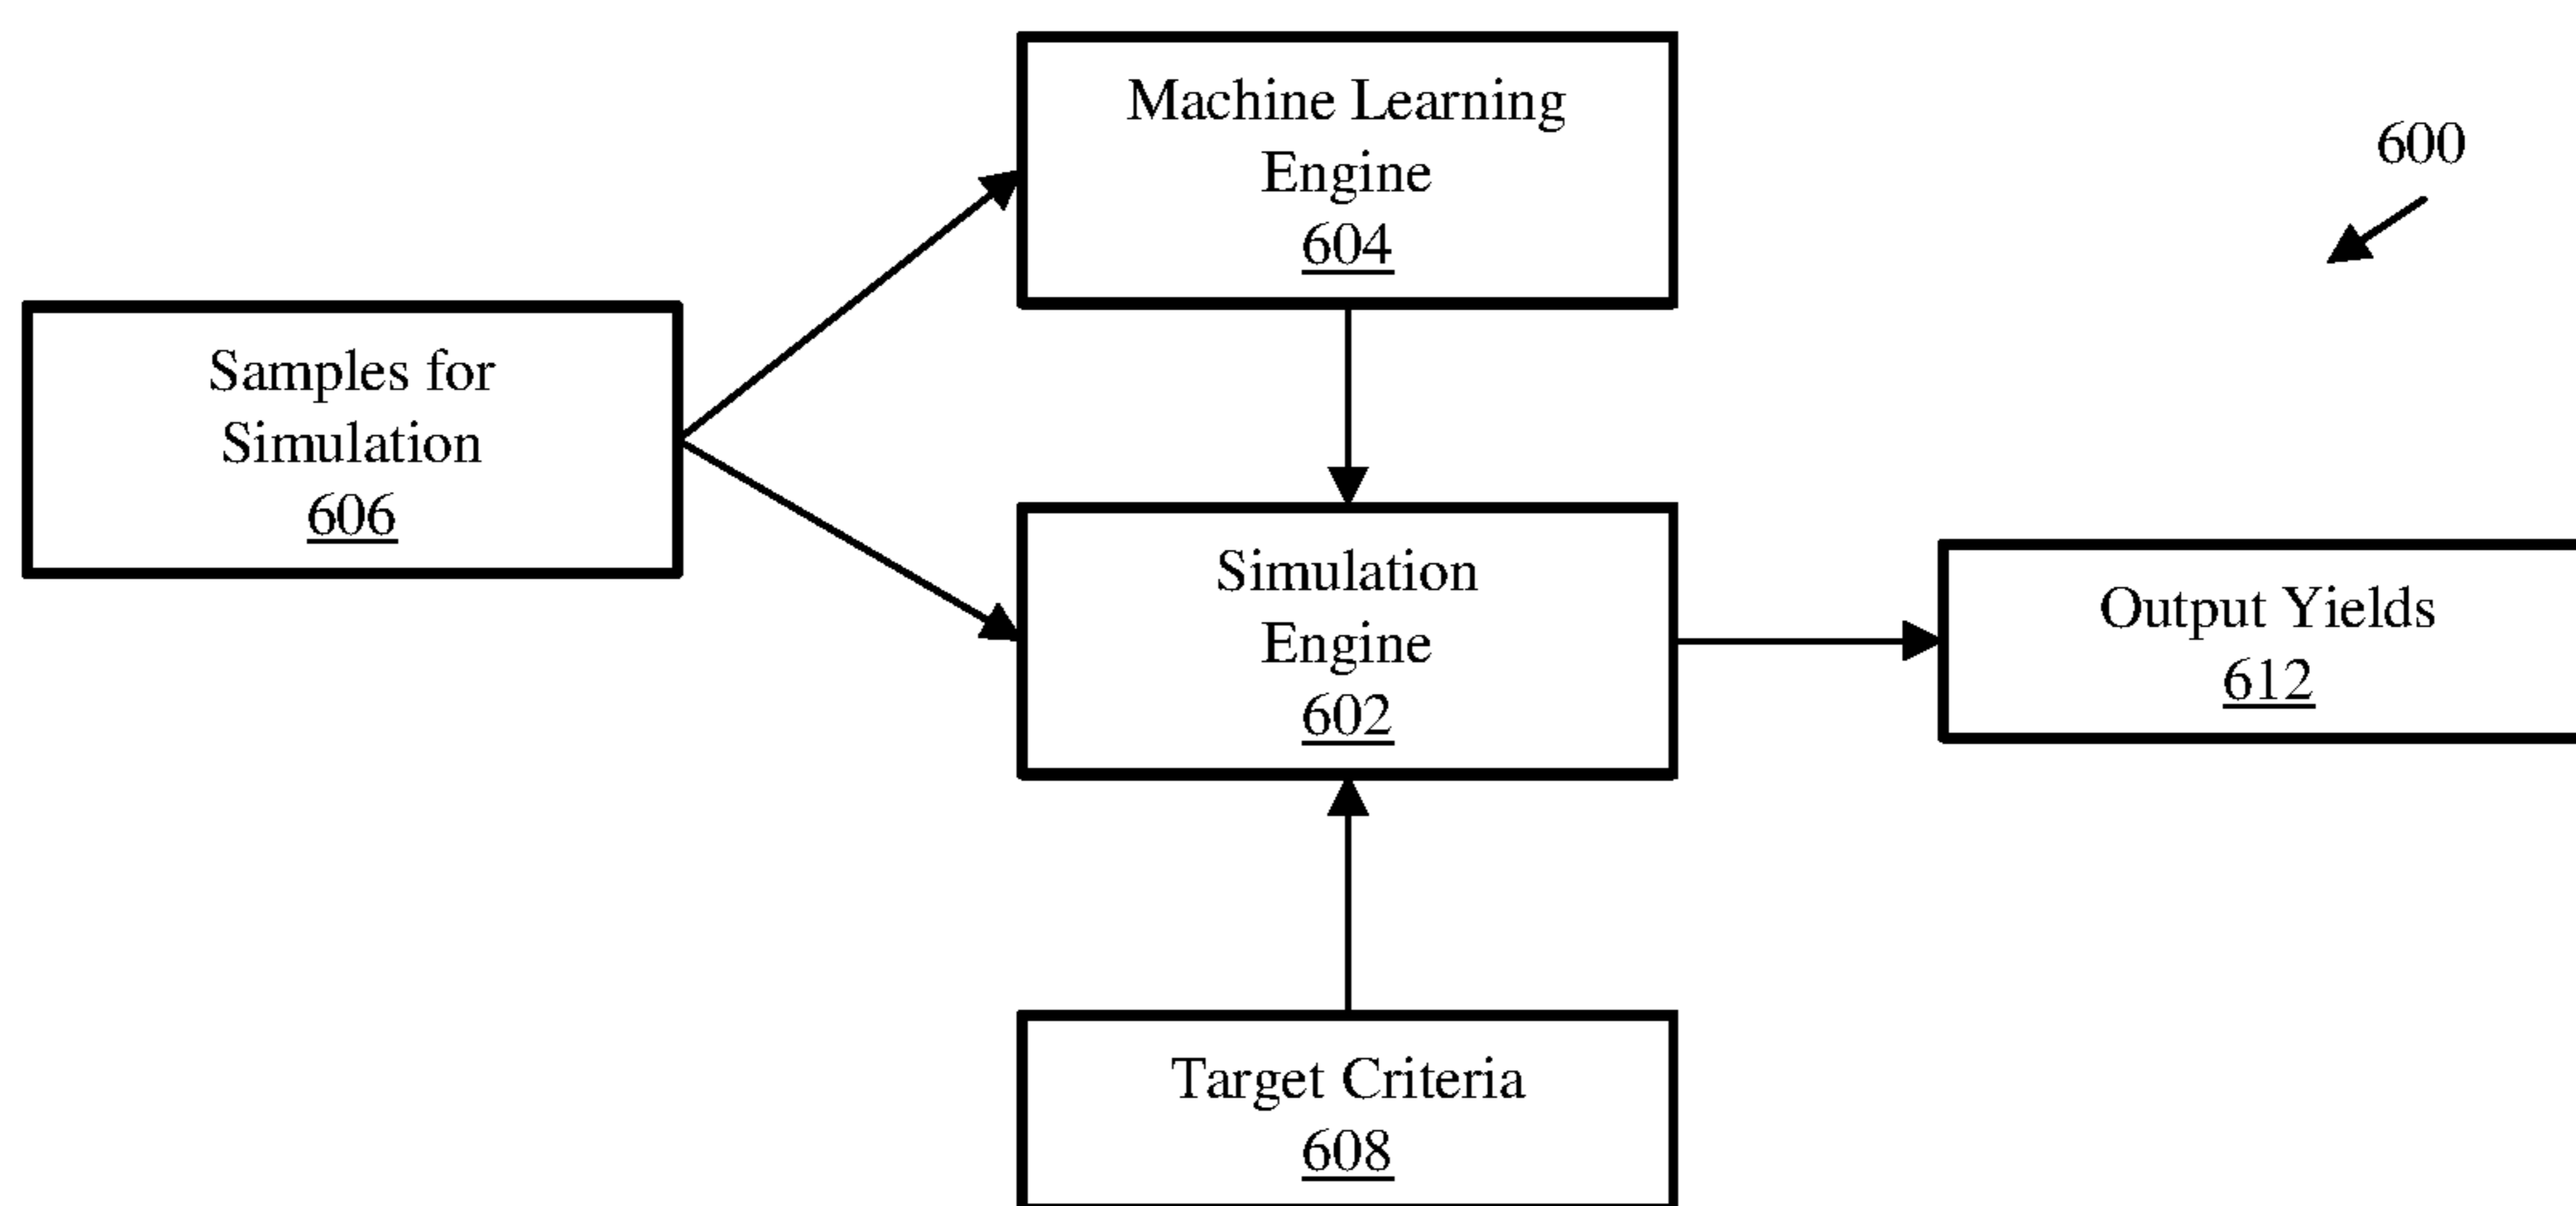 Machine Learning
Engine
604
600
Samples for
Simulation
606
Simulation
Engine
602
Output Yields
612
Target Criteria
608